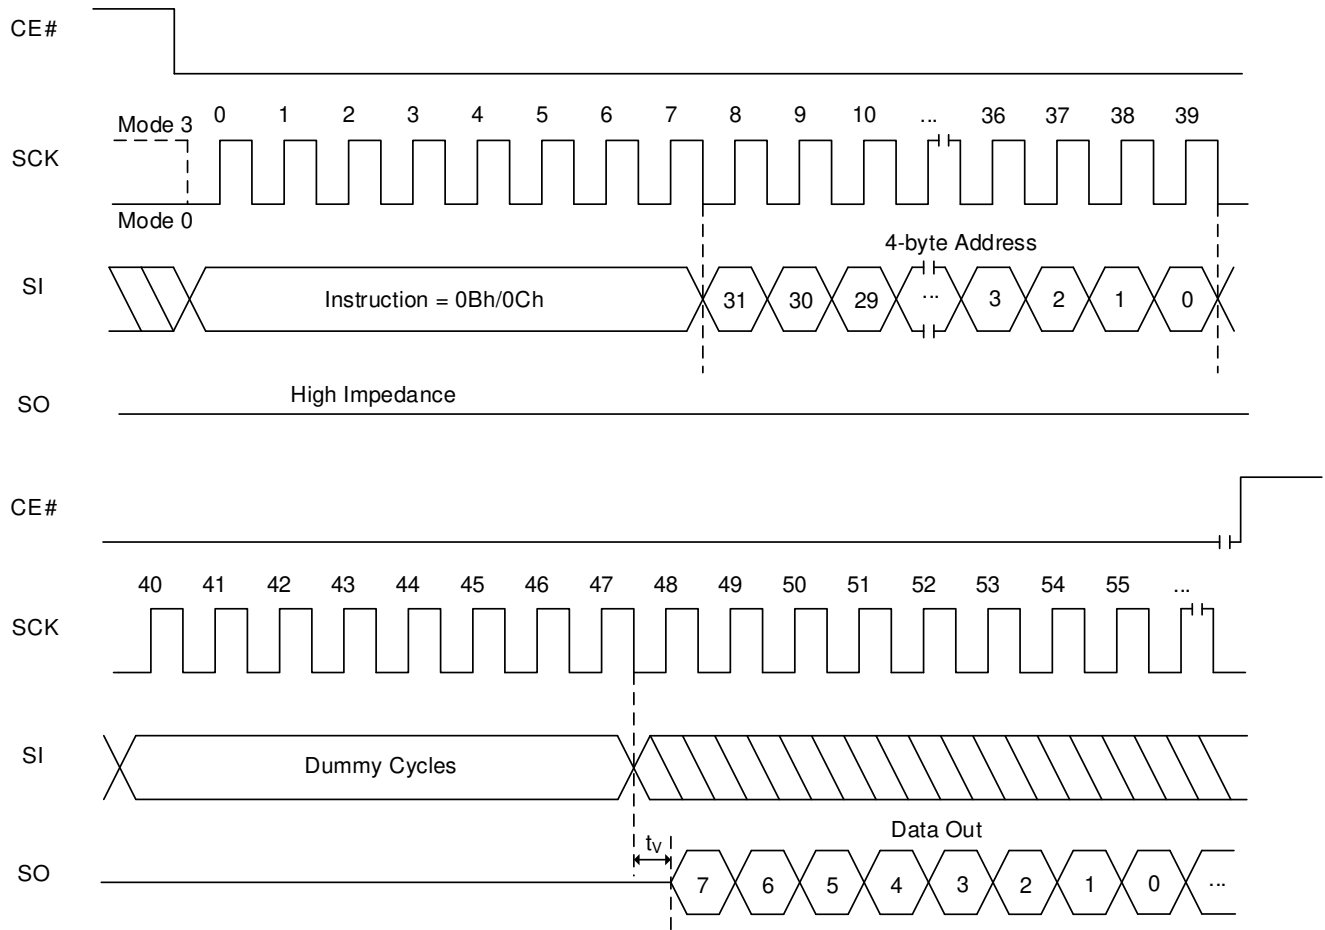 CE#
Mode 3
0 1 2 3 4 5 6 7 8 9 10 ... 36 37 38 39
SCK
Mode 0
4-byte Address
SI
Instruction = 0Bh/0Ch
31 30 29 ... 3 2 1 0
High Impedance
SO
CE#
40 41 42 43 44 45 46 47 48 49 50 51 52 53 54 55 ...
SCK
SI
Dummy Cycles
Data Out
tV
SO
7 6 5 4 3 2 1 0 ...